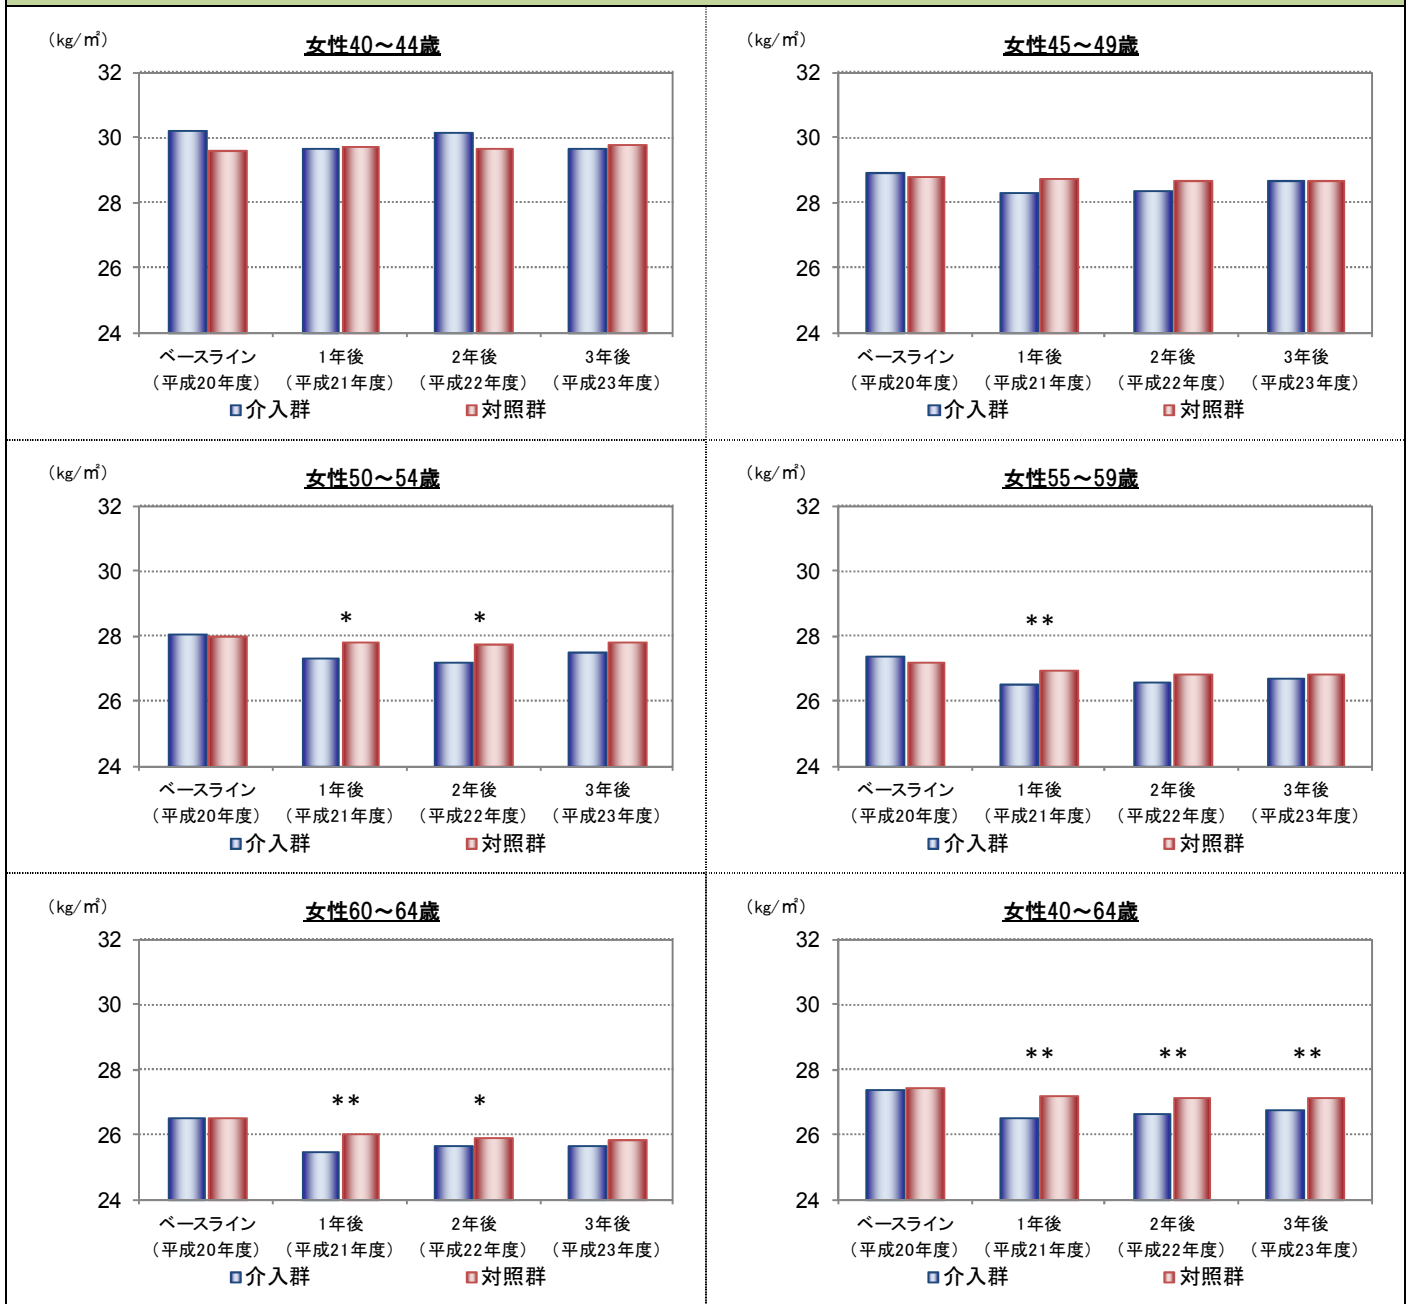 (kg/㎡)
女性40～44歳
32
30
28
26
24
ベースライン 1年後 2年後 3年後
(平成20年度) (平成21年度) (平成22年度) (平成23年度)
介入群 対照群
(kg/㎡)
女性45～49歳
32
30
28
26
24
ベースライン 1年後 2年後 3年後
(平成20年度) (平成21年度) (平成22年度) (平成23年度)
介入群 対照群
(kg/㎡)
女性50～54歳
32
30
* *
28
26
24
ベースライン 1年後 2年後 3年後
(平成20年度) (平成21年度) (平成22年度) (平成23年度)
介入群 対照群
(kg/㎡)
女性55～59歳
32
30
**
28
26
24
ベースライン 1年後 2年後 3年後
(平成20年度) (平成21年度) (平成22年度) (平成23年度)
介入群 対照群
(kg/㎡)
女性60～64歳
32
30
28
** *
26
24
ベースライン 1年後 2年後 3年後
(平成20年度) (平成21年度) (平成22年度) (平成23年度)
介入群 対照群
(kg/㎡)
女性40～64歳
32
30
** ** **
28
26
24
ベースライン 1年後 2年後 3年後
(平成20年度) (平成21年度) (平成22年度) (平成23年度)
介入群 対照群